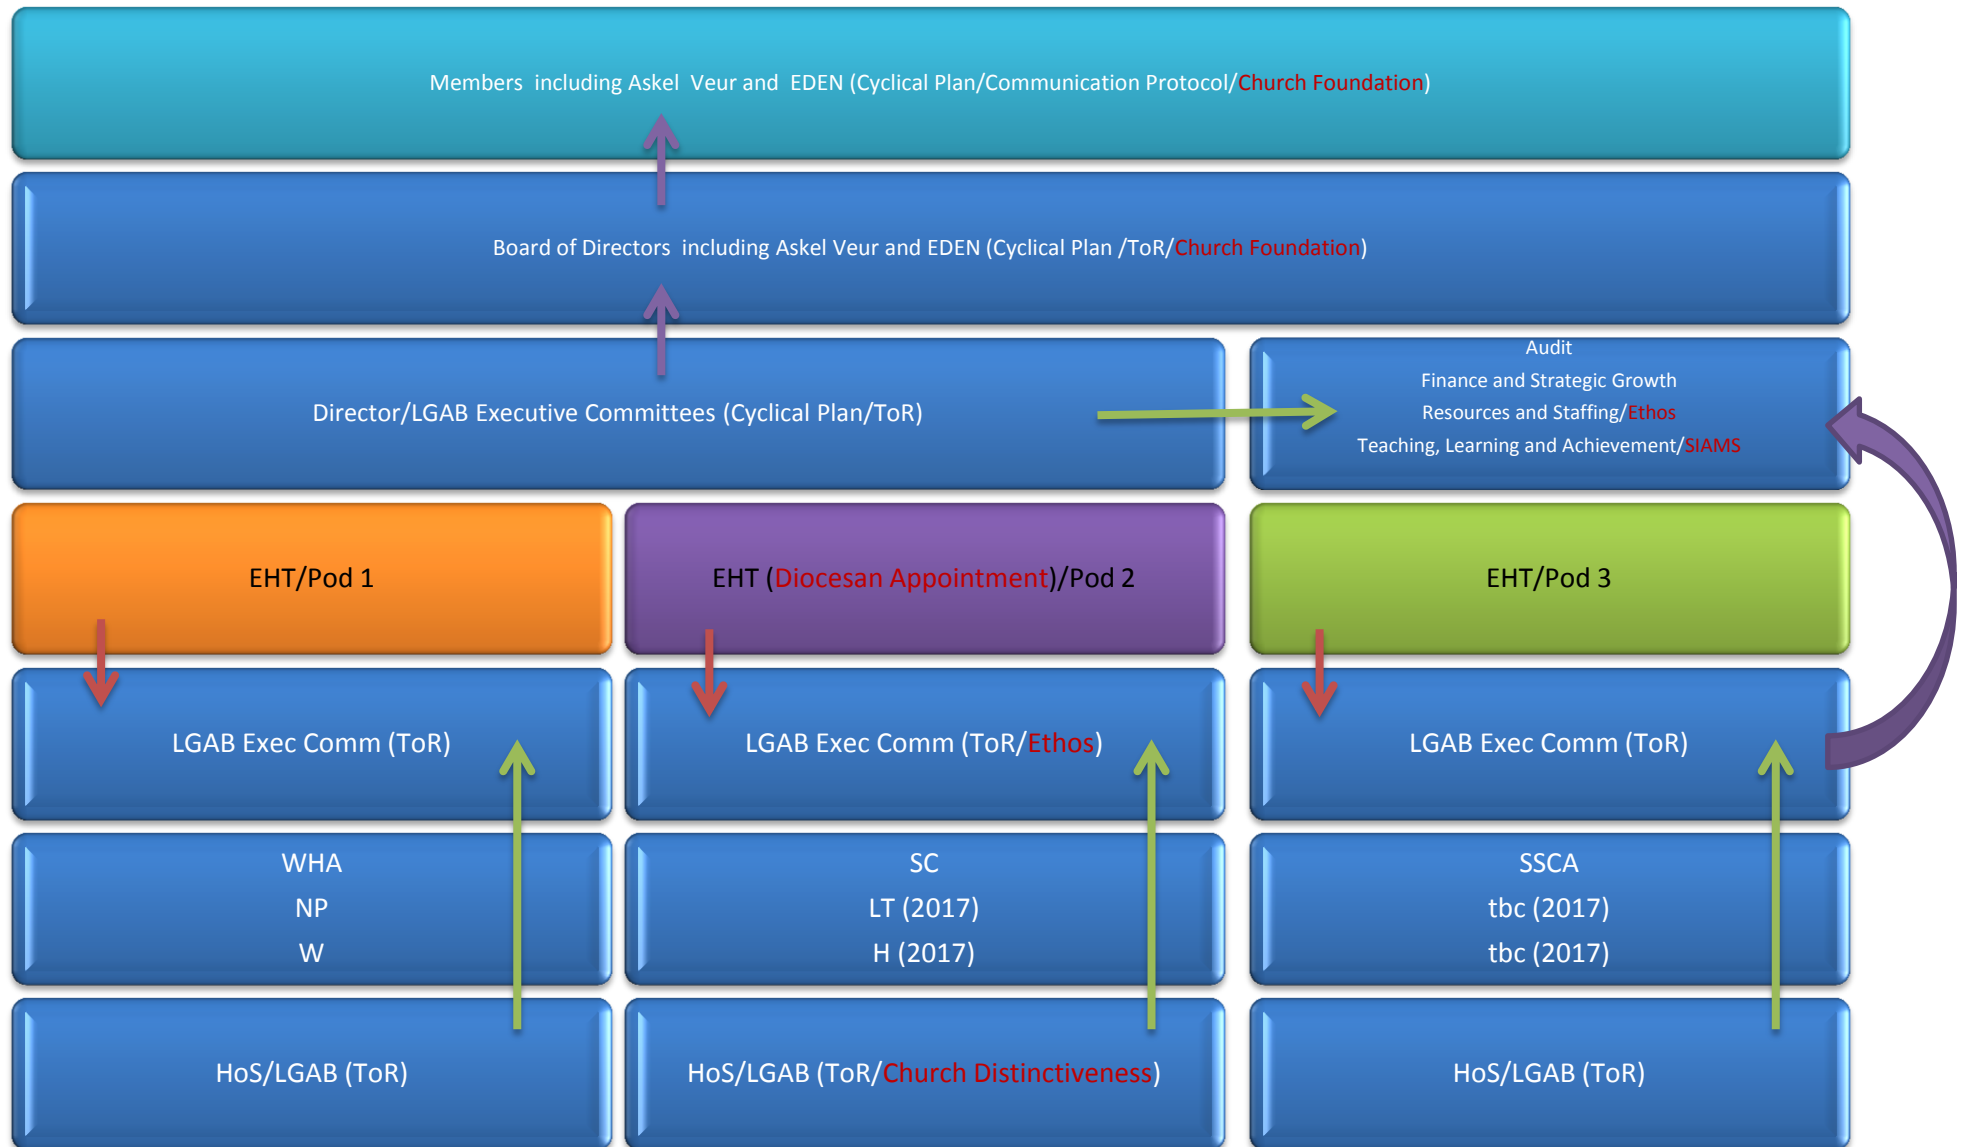 Members including Askel Veur and EDEN (Cyclical Plan/Communication Protocol/Church Foundation)
Board of Directors including Askel Veur and EDEN (Cyclical Plan /ToR/Church Foundation)
Director/LGAB Executive Committees (Cyclical Plan/ToR)
Audit
Finance and Strategic Growth
Resources and Staffing/Ethos
Teaching, Learning and Achievement/SIAMS
EHT/Pod 1
EHT (Diocesan Appointment)/Pod 2
EHT/Pod 3
LGAB Exec Comm (ToR)
LGAB Exec Comm (ToR/Ethos)
LGAB Exec Comm (ToR)
WHA
NP
W
SC
LT (2017)
H (2017)
SSCA
tbc (2017)
tbc (2017)
HoS/LGAB (ToR)
HoS/LGAB (ToR/Church Distinctiveness)
HoS/LGAB (ToR)